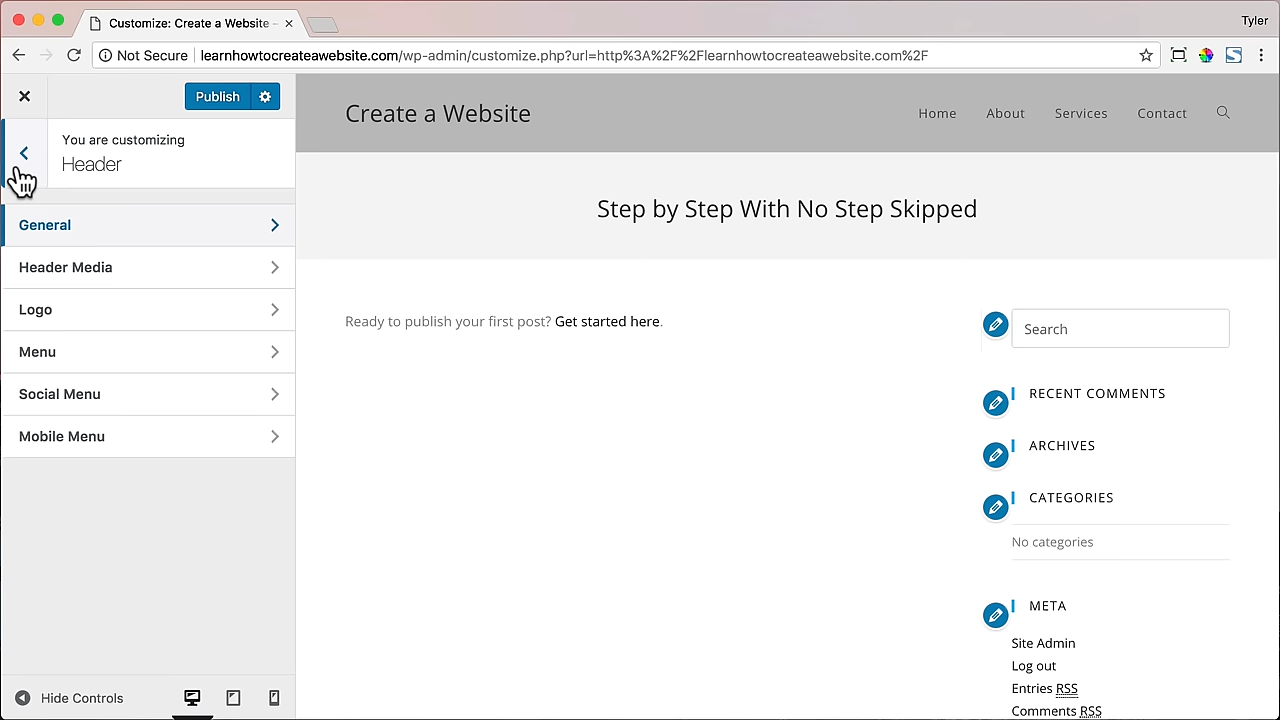 Customize: Create a Website –
Tyler
Not Secure learnhowtocreateawebsite.com/wp-admin/customize.php?url=http%3A%2F%2Flearnhowtocreateawebsite.com%2F
Publish
You are customizing
Header
General
Header Media
Logo
Menu
Social Menu
Mobile Menu
Hide Controls
Create a Website
Home About Services Contact
Step by Step With No Step Skipped
Ready to publish your first post? Get started here.
Search
RECENT COMMENTS
ARCHIVES
CATEGORIES
No categories
META
Site Admin
Log out
Entries RSS
Comments RSS